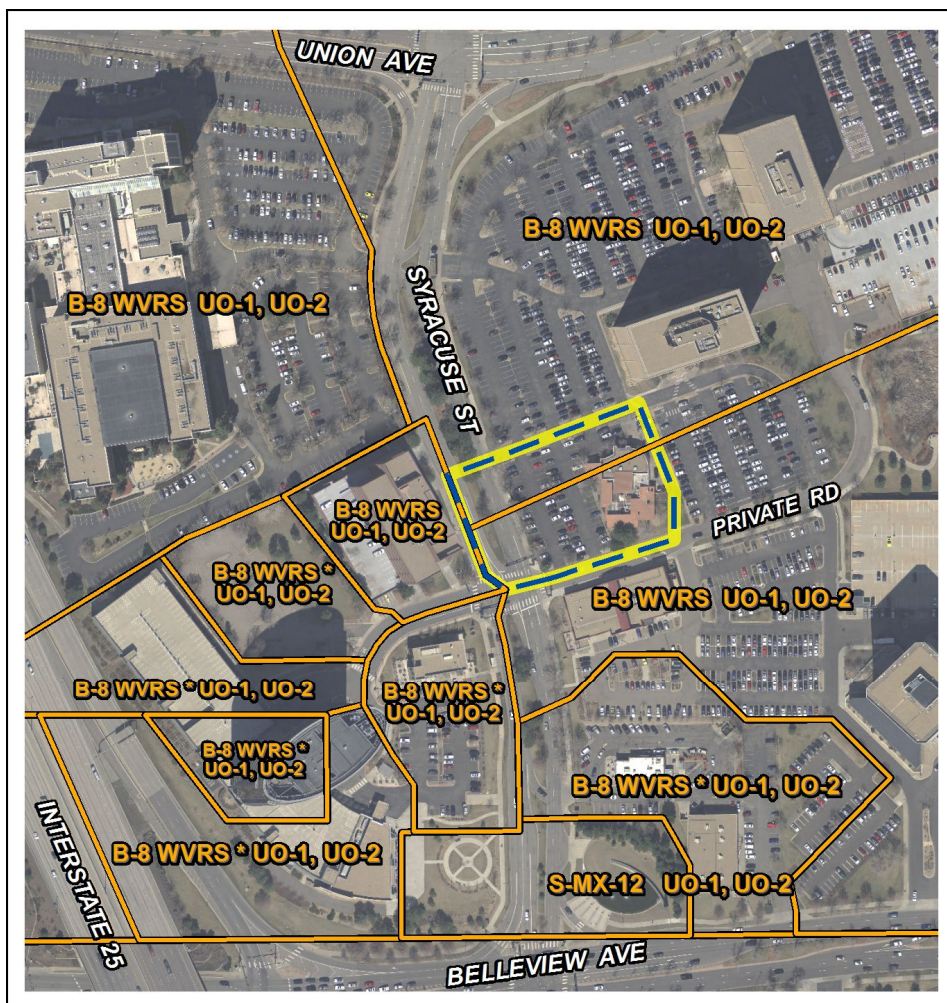 UNION AVE
B-8 WVRS UO-1, UO-2
B-8 WVRS UO-1, UO-2
SYRACUSE ST
B-8 WVRS
UO-1, UO-2
PRIVATE RD
B-8 WVRS *
UO-1, UO-2
B-8 WVRS UO-1, UO-2
B-8 WVRS * UO-1, UO-2
B-8 WVRS *
UO-1, UO-2
B-8 WVRS *
UO-1, UO-2
B-8 WVRS * UO-1, UO-2
INTERSTATE 25
B-8 WVRS * UO-1, UO-2
S-MX-12 UO-1, UO-2
BELLEVIEW AVE